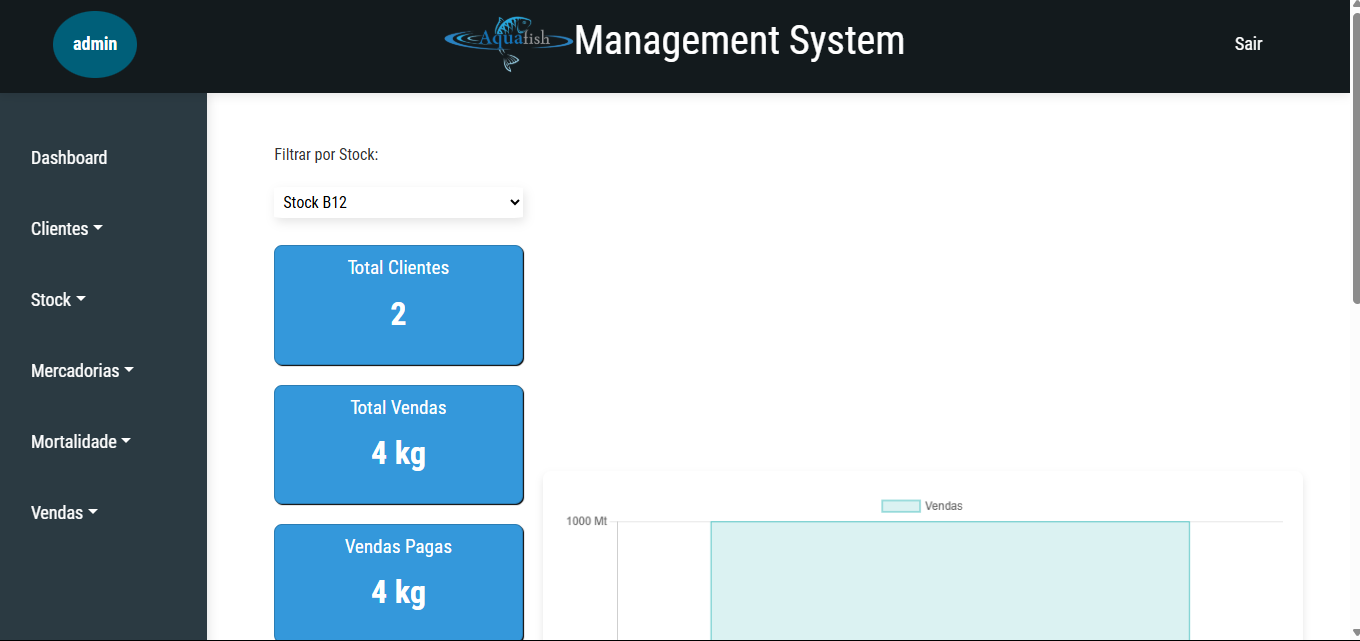 admin
Aquafish
Management System
Sair
Dashboard
Clientes
Stock
Mercadorias
Mortalidade
Vendas
Filtrar por Stock:
Stock B12
Total Clientes
2
Total Vendas
4 kg
Vendas Pagas
4 kg
Vendas
1000 Mt